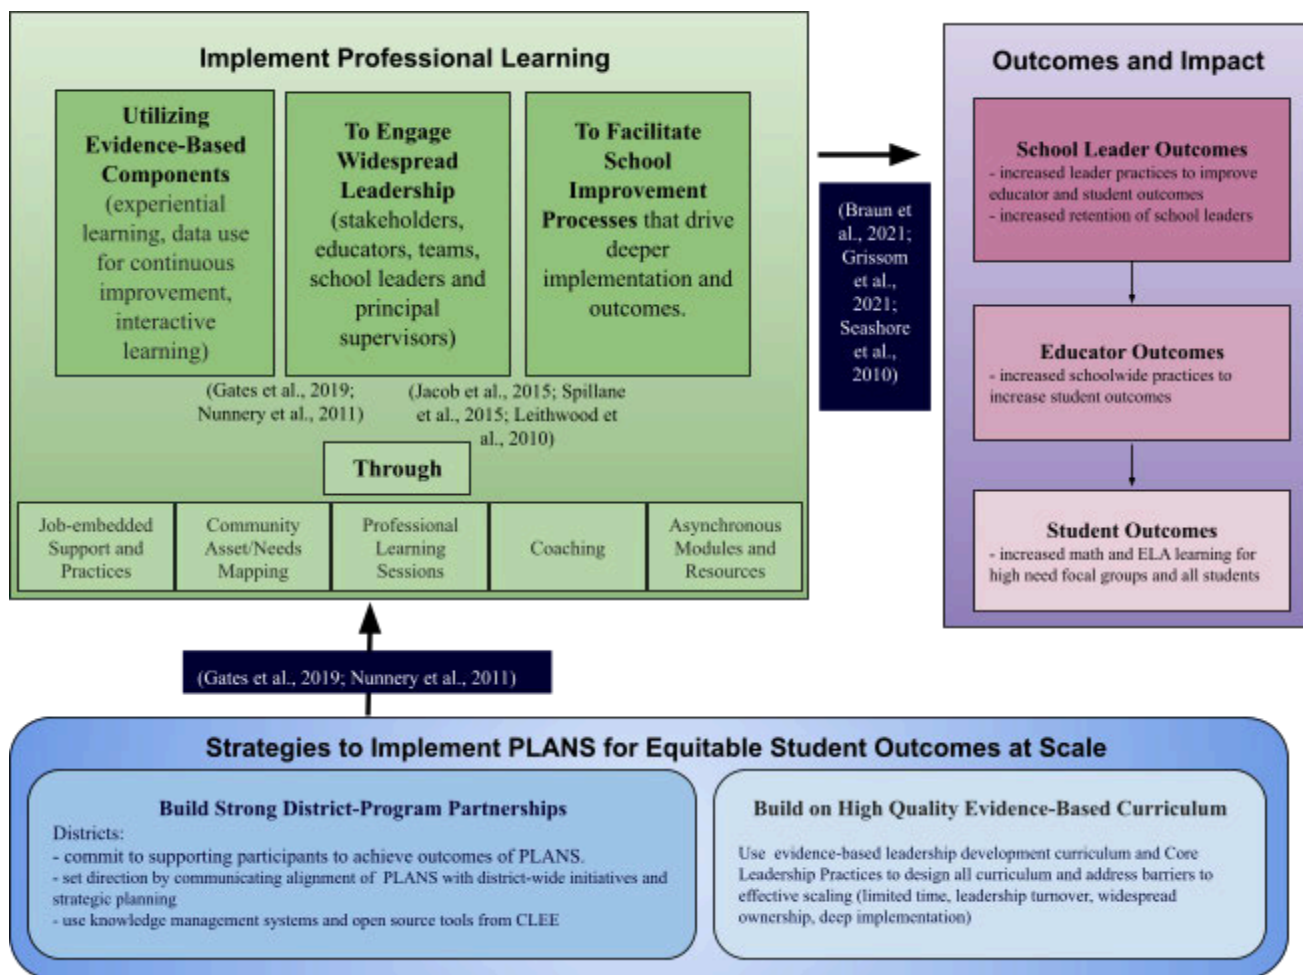 Implement Professional Learning
Utilizing
Evidence-Based
Components
(experiential
learning, data use
for continuous
improvement,
interactive
learning)
To Engage
Widespread
Leadership
(stakeholders,
educators, teams,
school leaders and
principal
supervisors)
To Facilitate
School
Improvement
Processes that drive
deeper
implementation and
outcomes.
(Gates et al., 2019;
Nunnery et al., 2011)
(Jacob et al., 2015; Spillane
et al., 2015; Leithwood et
al., 2010)
Through
Job-embedded
Support and
Practices
Community
Asset/Needs
Mapping
Professional
Learning
Sessions
Coaching
Asynchronous
Modules and
Resources
(Braun et
al., 2021;
Grissom
et al.,
2021;
Seashore
et al.,
2010)
Outcomes and Impact
School Leader Outcomes
- increased leader practices to improve
educator and student outcomes
- increased retention of school leaders
Educator Outcomes
- increased schoolwide practices to
increase student outcomes
Student Outcomes
- increased math and ELA learning for
high need focal groups and all students
(Gates et al., 2019; Nunnery et al., 2011)
Strategies to Implement PLANS for Equitable Student Outcomes at Scale
Build Strong District-Program Partnerships
Districts:
- commit to supporting participants to achieve outcomes of PLANS.
- set direction by communicating alignment of PLANS with district-wide initiatives and
strategic planning
- use knowledge management systems and open source tools from CLEE
Build on High Quality Evidence-Based Curriculum
Use evidence-based leadership development curriculum and Core
Leadership Practices to design all curriculum and address barriers to
effective scaling (limited time, leadership turnover, widespread
ownership, deep implementation)